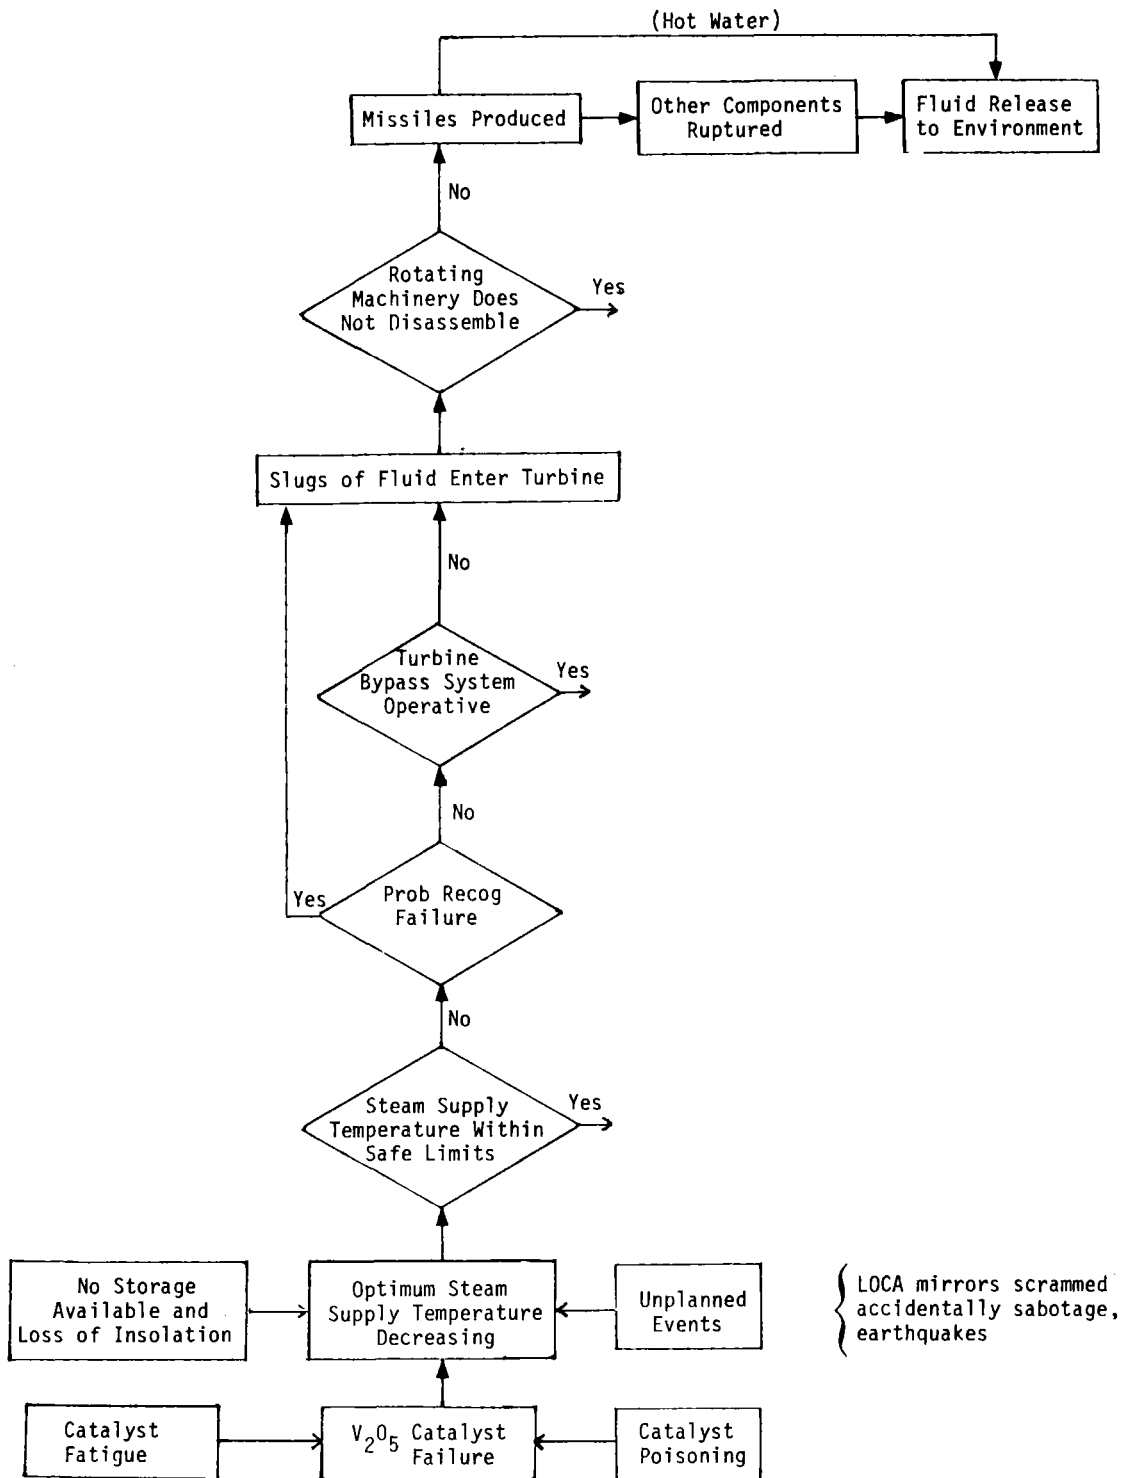 (Hot Water)
Missiles Produced
Other Components
Ruptured
Fluid Release
to Environment
No
Rotating
Machinery Does
Not Disassemble
Yes
Slugs of Fluid Enter Turbine
No
Turbine
Bypass System
Operative
Yes
No
Prob Recog
Failure
Yes
No
Steam Supply
Temperature Within
Safe Limits
Yes
No Storage
Available and
Loss of Insolation
Optimum Steam
Supply Temperature
Decreasing
Unplanned
Events
LOCA mirrors scrammed
accidentally sabotage,
earthquakes
Catalyst
Fatigue
V2O5 Catalyst
Failure
Catalyst
Poisoning